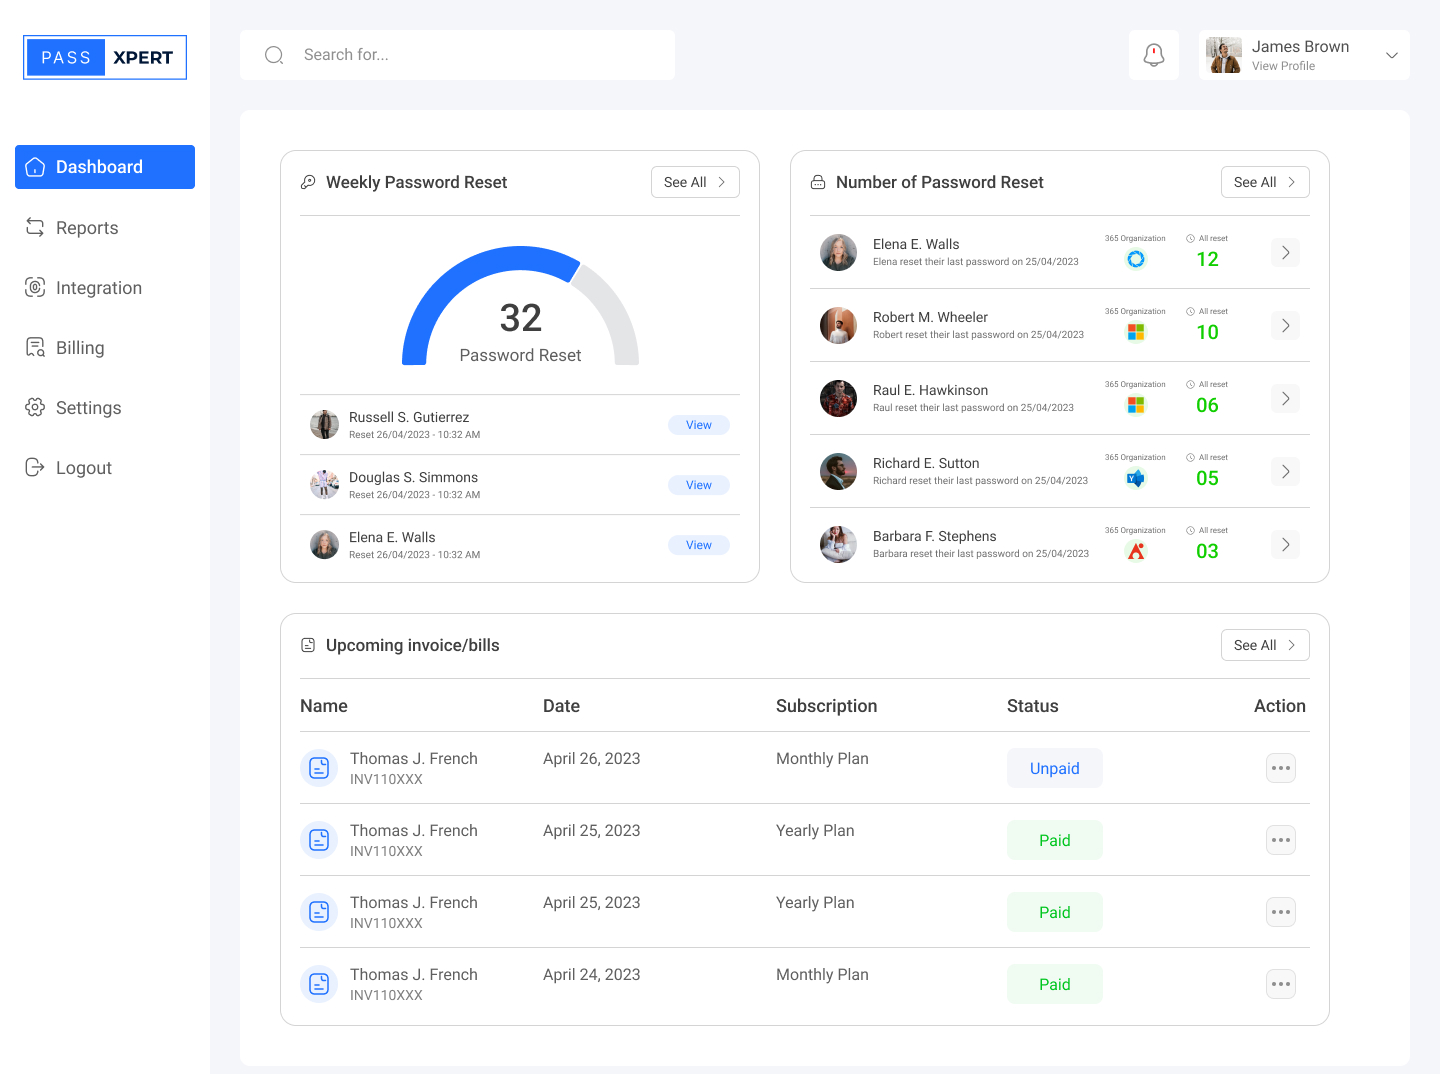 PASS XPERT
Search for...
James Brown
View Profile
Dashboard
Reports
Integration
Billing
Settings
Logout
Weekly Password Reset
See All
32
Password Reset
Russell S. Gutierrez
Reset 26/04/2023 - 10:32 AM
View
Douglas S. Simmons
Reset 26/04/2023 - 10:32 AM
View
Elena E. Walls
Reset 26/04/2023 - 10:32 AM
View
Number of Password Reset
See All
Elena E. Walls
Elena reset their last password on 25/04/2023
365 Organization
All reset
12
Robert M. Wheeler
Robert reset their last password on 25/04/2023
365 Organization
All reset
10
Raul E. Hawkinson
Raul reset their last password on 25/04/2023
365 Organization
All reset
06
Richard E. Sutton
Richard reset their last password on 25/04/2023
365 Organization
All reset
05
Barbara F. Stephens
Barbara reset their last password on 25/04/2023
365 Organization
All reset
03
Upcoming invoice/bills
See All
Name Date Subscription Status Action
Thomas J. French April 26, 2023 Monthly Plan Unpaid
INV110XXX
Thomas J. French April 25, 2023 Yearly Plan Paid
INV110XXX
Thomas J. French April 25, 2023 Yearly Plan Paid
INV110XXX
Thomas J. French April 24, 2023 Monthly Plan Paid
INV110XXX